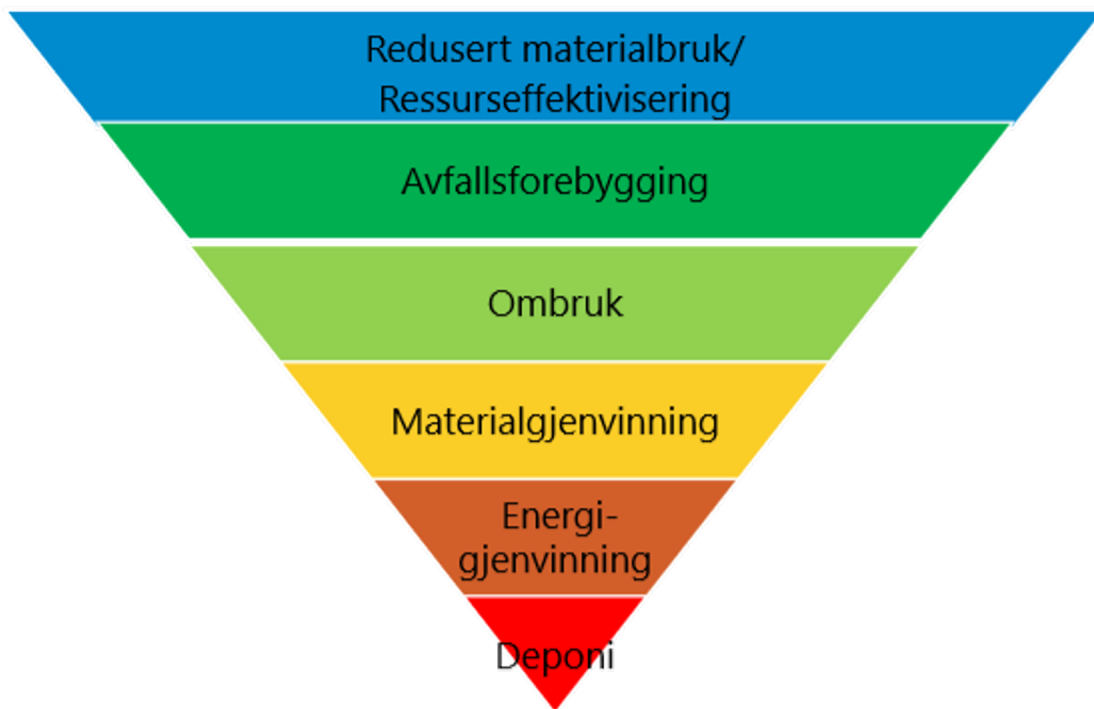 Redusert materialbruk/
Ressurseffektivisering
Avfallsforebygging
Ombruk
Materialgjenvinning
Energi-
gjenvinning
Deponi